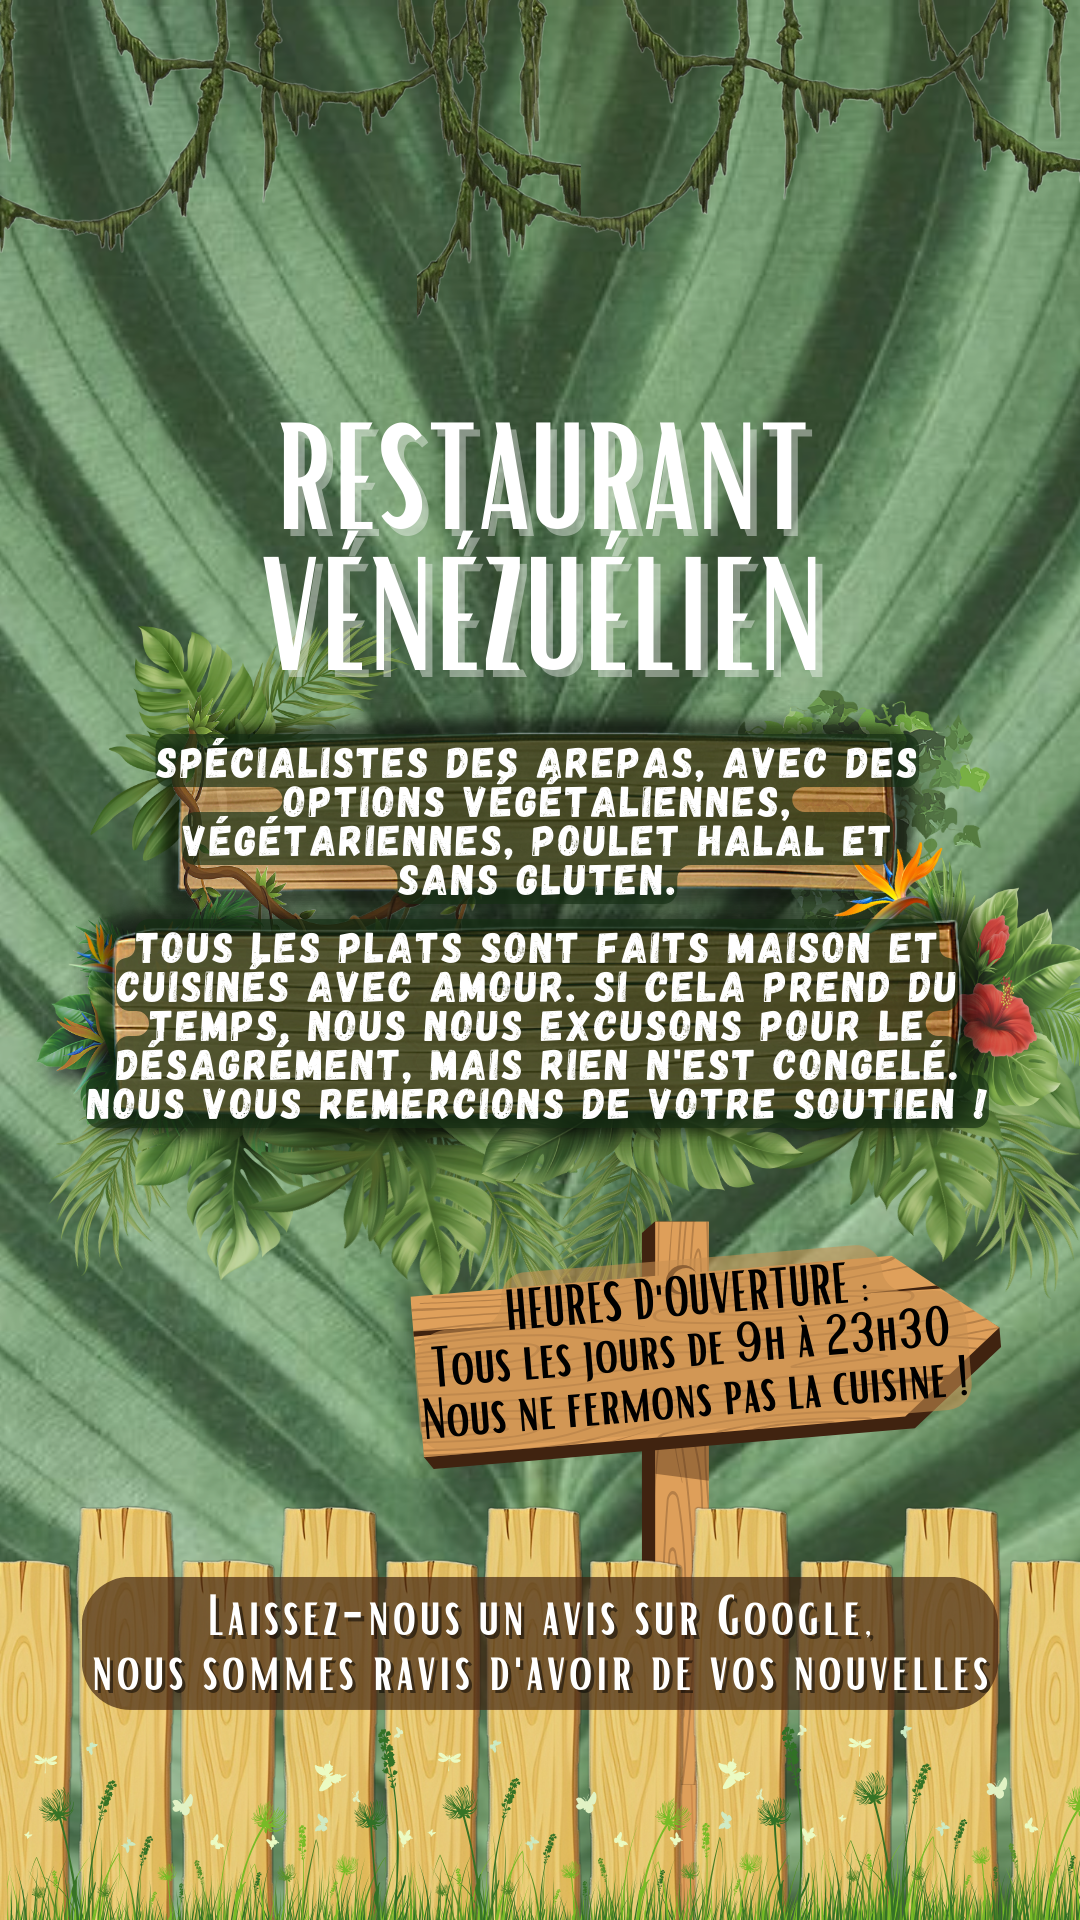 RESTAURANT
VÉNÉZUÉLIEN
SPÉCIALISTES DES AREPAS, AVEC DES
OPTIONS VÉGÉTALIENNES,
VÉGÉTARIENNES, POULET HALAL ET
SANS GLUTEN.
TOUS LES PLATS SONT FAITS MAISON ET
CUISINÉS AVEC AMOUR. SI CELA PREND DU
TEMPS, NOUS NOUS EXCUSONS POUR LE
DÉSAGRÉMENT, MAIS RIEN N'EST CONGELÉ.
NOUS VOUS REMERCIONS DE VOTRE SOUTIEN !
HEURES D'OUVERTURE :
Tous les jours de 9h à 23h30
Nous ne fermons pas la cuisine !
Laissez-nous un avis sur Google,
nous sommes ravis d'avoir de vos nouvelles